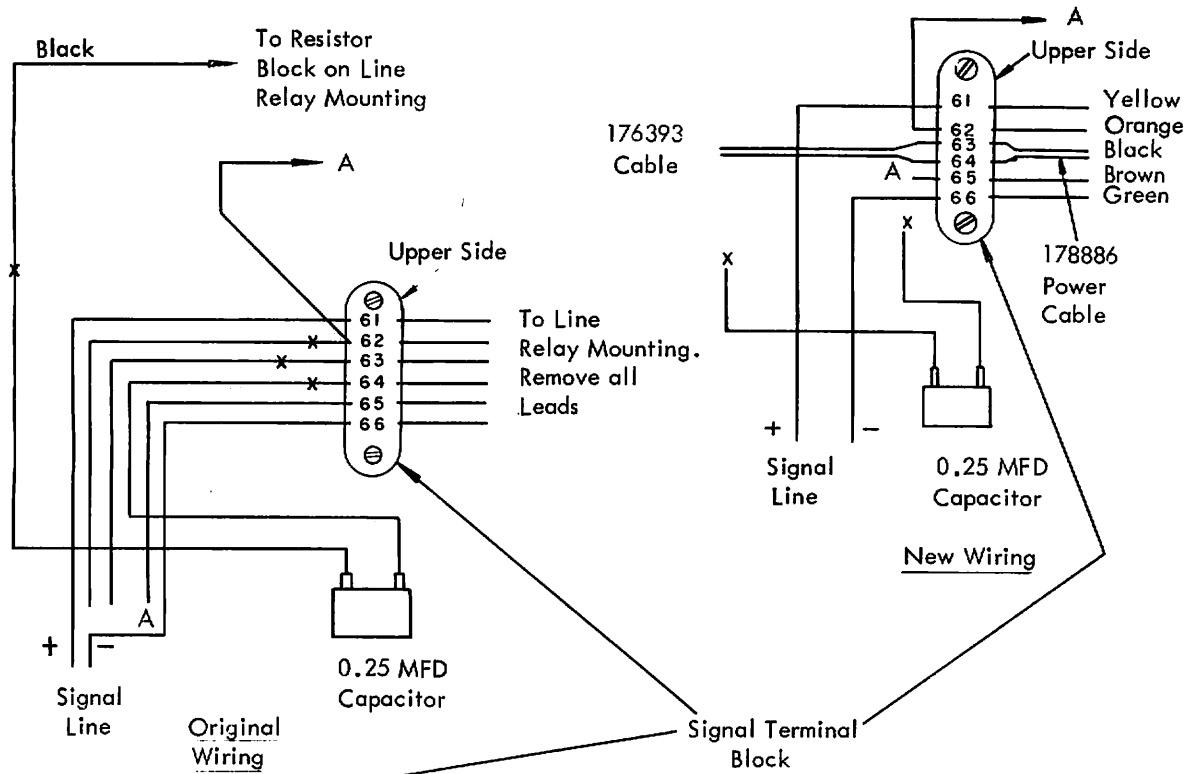 Black
To Resistor
Block on Line
Relay Mounting
A
Upper Side
61
62
63
64
65
66
To Line
Relay Mounting.
Remove all
Leads
x
x
x
x
A
+ -
Signal
Line
0.25 MFD
Capacitor
Original
Wiring
A
Upper Side
61
62
63
64
65
66
Yellow
Orange
Black
Brown
Green
176393
Cable
A
x
x
178886
Power
Cable
+ -
Signal
Line
0.25 MFD
Capacitor
New Wiring
Signal Terminal
Block